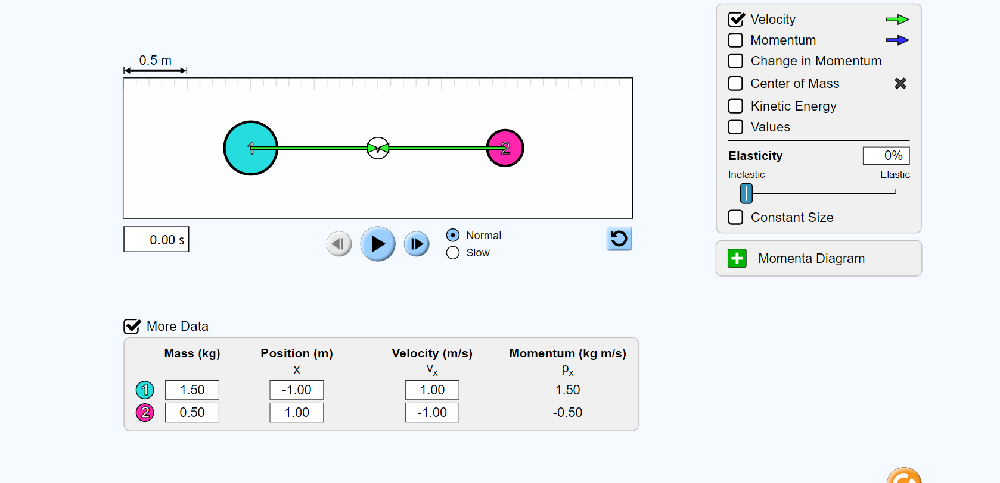 Velocity
Momentum
0.5 m
Change in Momentum
Center of Mass
Kinetic Energy
Values
1 v 2
Elasticity 0%
Inelastic Elastic
Constant Size
0.00 s
Normal
Slow
Momenta Diagram
More Data
Mass (kg) Position (m) Velocity (m/s) Momentum (kg m/s)
x vx px
1 1.50 -1.00 1.00 1.50
2 0.50 1.00 -1.00 -0.50